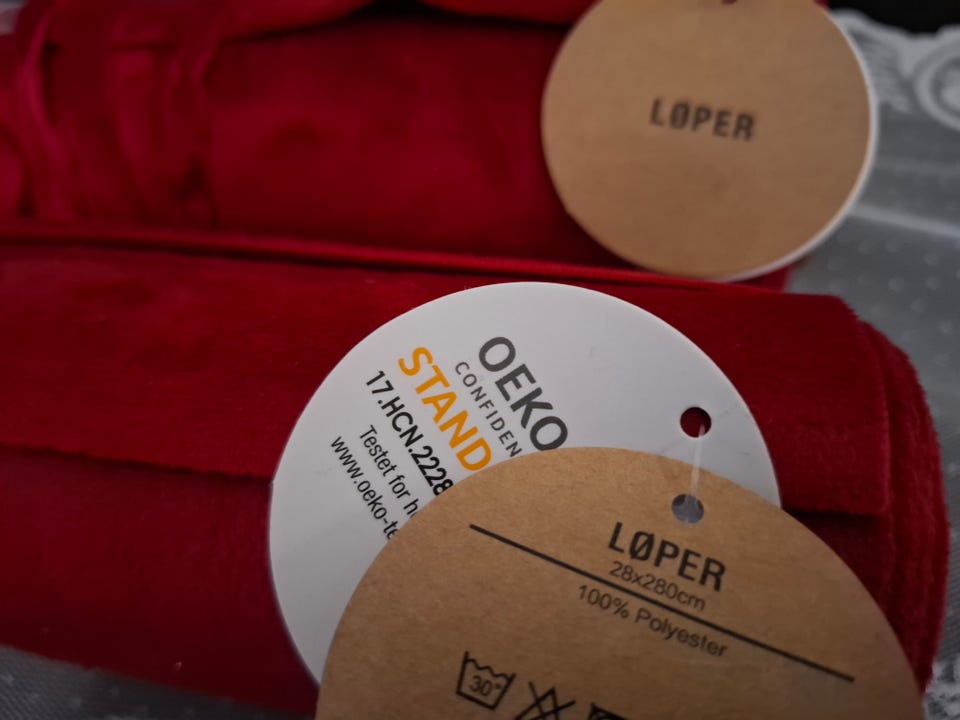 LØPER
OEKO
CONFIDEN
STAND
17.HCN.2228
Testet for h
www.oeko-te
LØPER
28x280cm
100% Polyester
30°